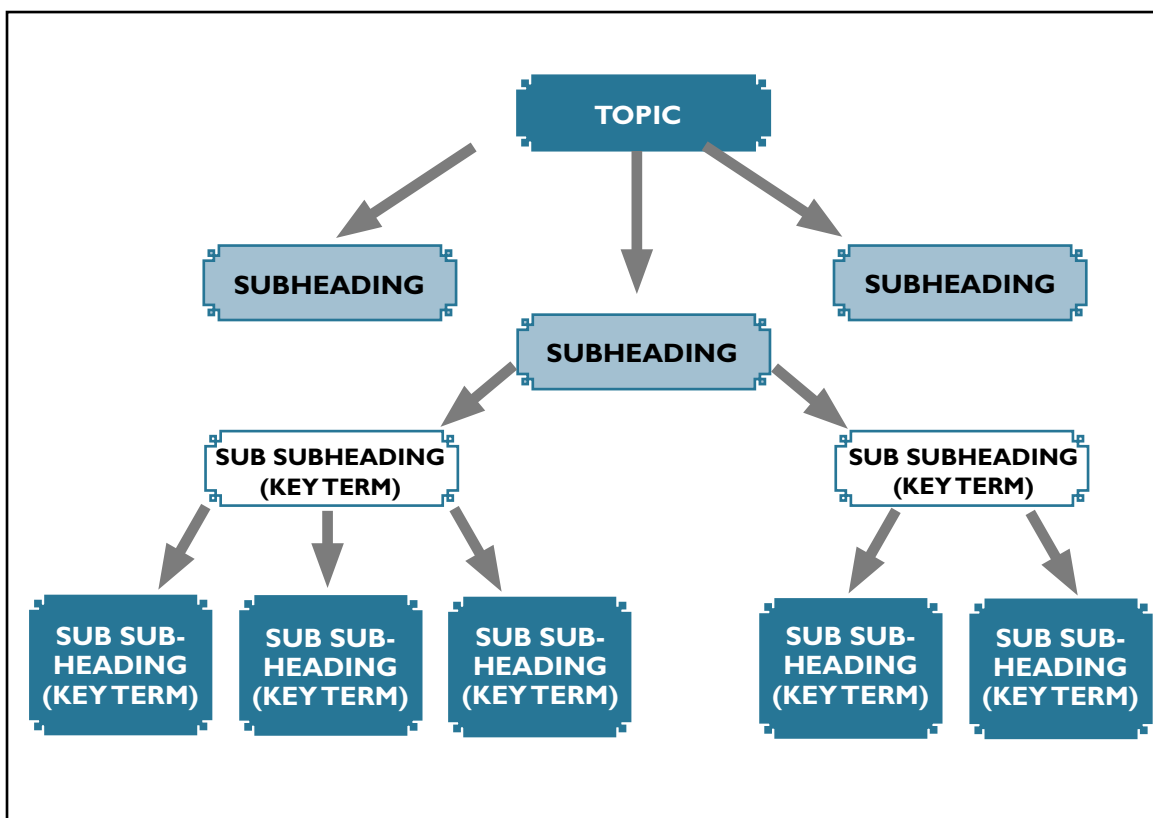 TOPIC
SUBHEADING
SUBHEADING
SUBHEADING
SUB SUBHEADING
(KEY TERM)
SUB SUBHEADING
(KEY TERM)
SUB SUB-
HEADING
(KEY TERM)
SUB SUB-
HEADING
(KEY TERM)
SUB SUB-
HEADING
(KEY TERM)
SUB SUB-
HEADING
(KEY TERM)
SUB SUB-
HEADING
(KEY TERM)